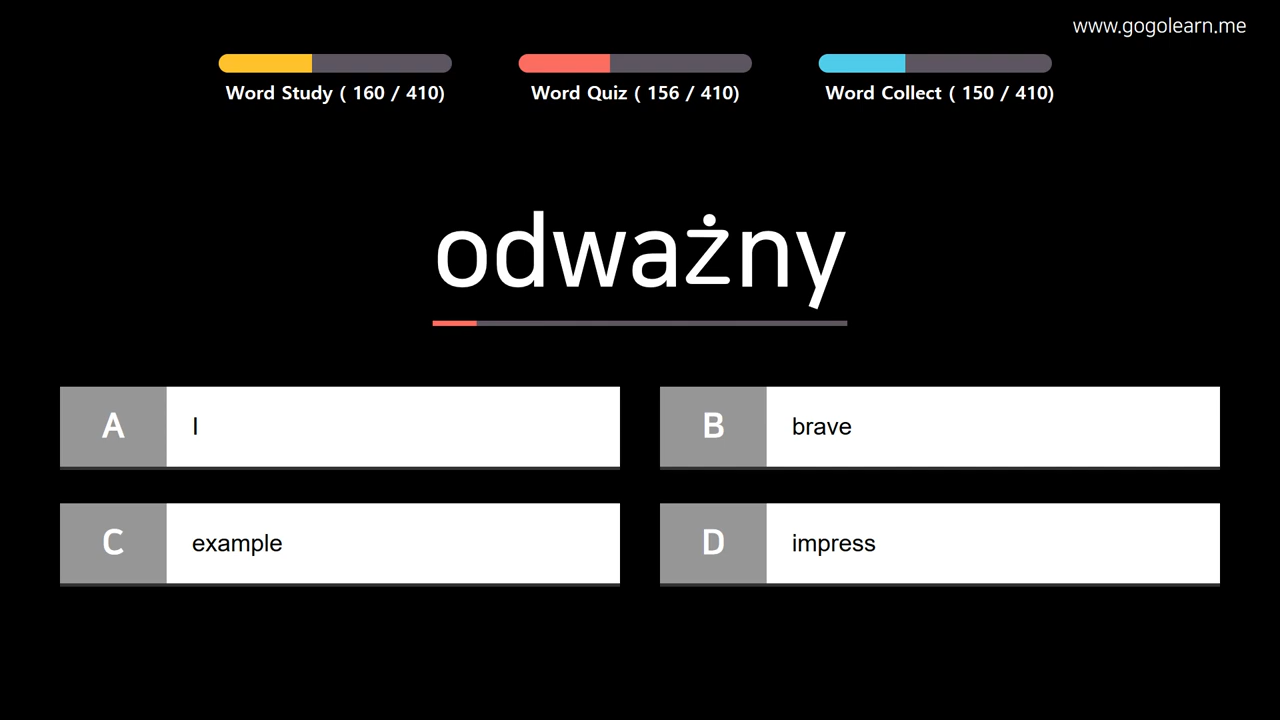 www.gogolearn.me
Word Study ( 160 / 410)
Word Quiz ( 156 / 410)
Word Collect ( 150 / 410)
odważny
A
I
B
brave
C
example
D
impress